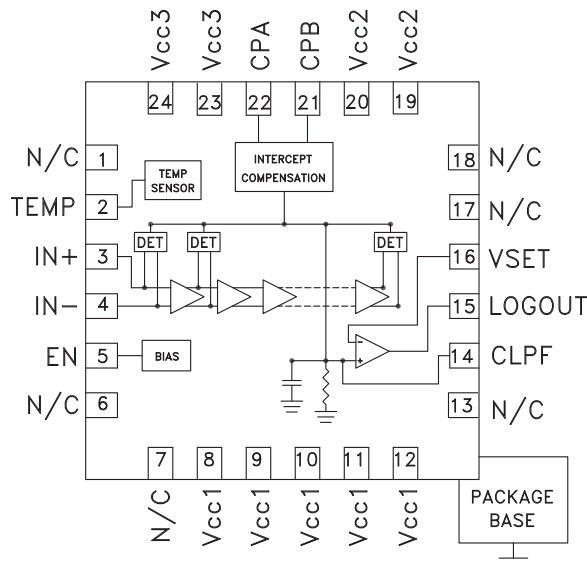 Vcc3
Vcc3
CPA
CPB
Vcc2
Vcc2
24
23
22
21
20
19
N/C
1
TEMP
2
IN+
3
IN-
4
EN
5
N/C
6
TEMP
SENSOR
INTERCEPT
COMPENSATION
DET
DET
DET
BIAS
-
+
18
N/C
17
N/C
16
VSET
15
LOGOUT
14
CLPF
13
N/C
7
8
9
10
11
12
N/C
Vcc1
Vcc1
Vcc1
Vcc1
Vcc1
PACKAGE
BASE